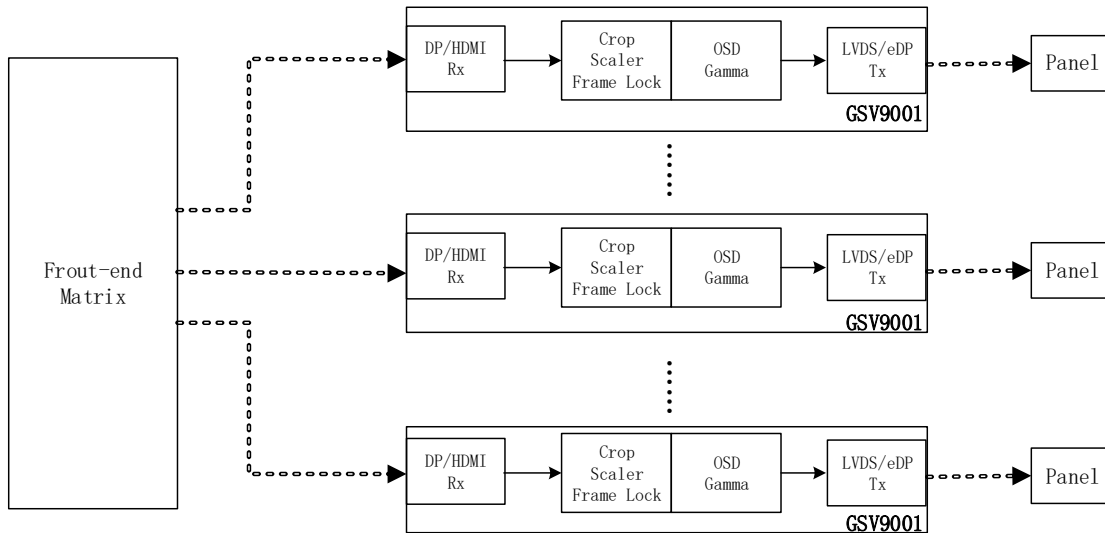 Frout-end
Matrix
DP/HDMI
Rx
Crop
Scaler
Frame Lock
OSD
Gamma
LVDS/eDP
Tx
GSV9001
Panel
DP/HDMI
Rx
Crop
Scaler
Frame Lock
OSD
Gamma
LVDS/eDP
Tx
GSV9001
Panel
DP/HDMI
Rx
Crop
Scaler
Frame Lock
OSD
Gamma
LVDS/eDP
Tx
GSV9001
Panel